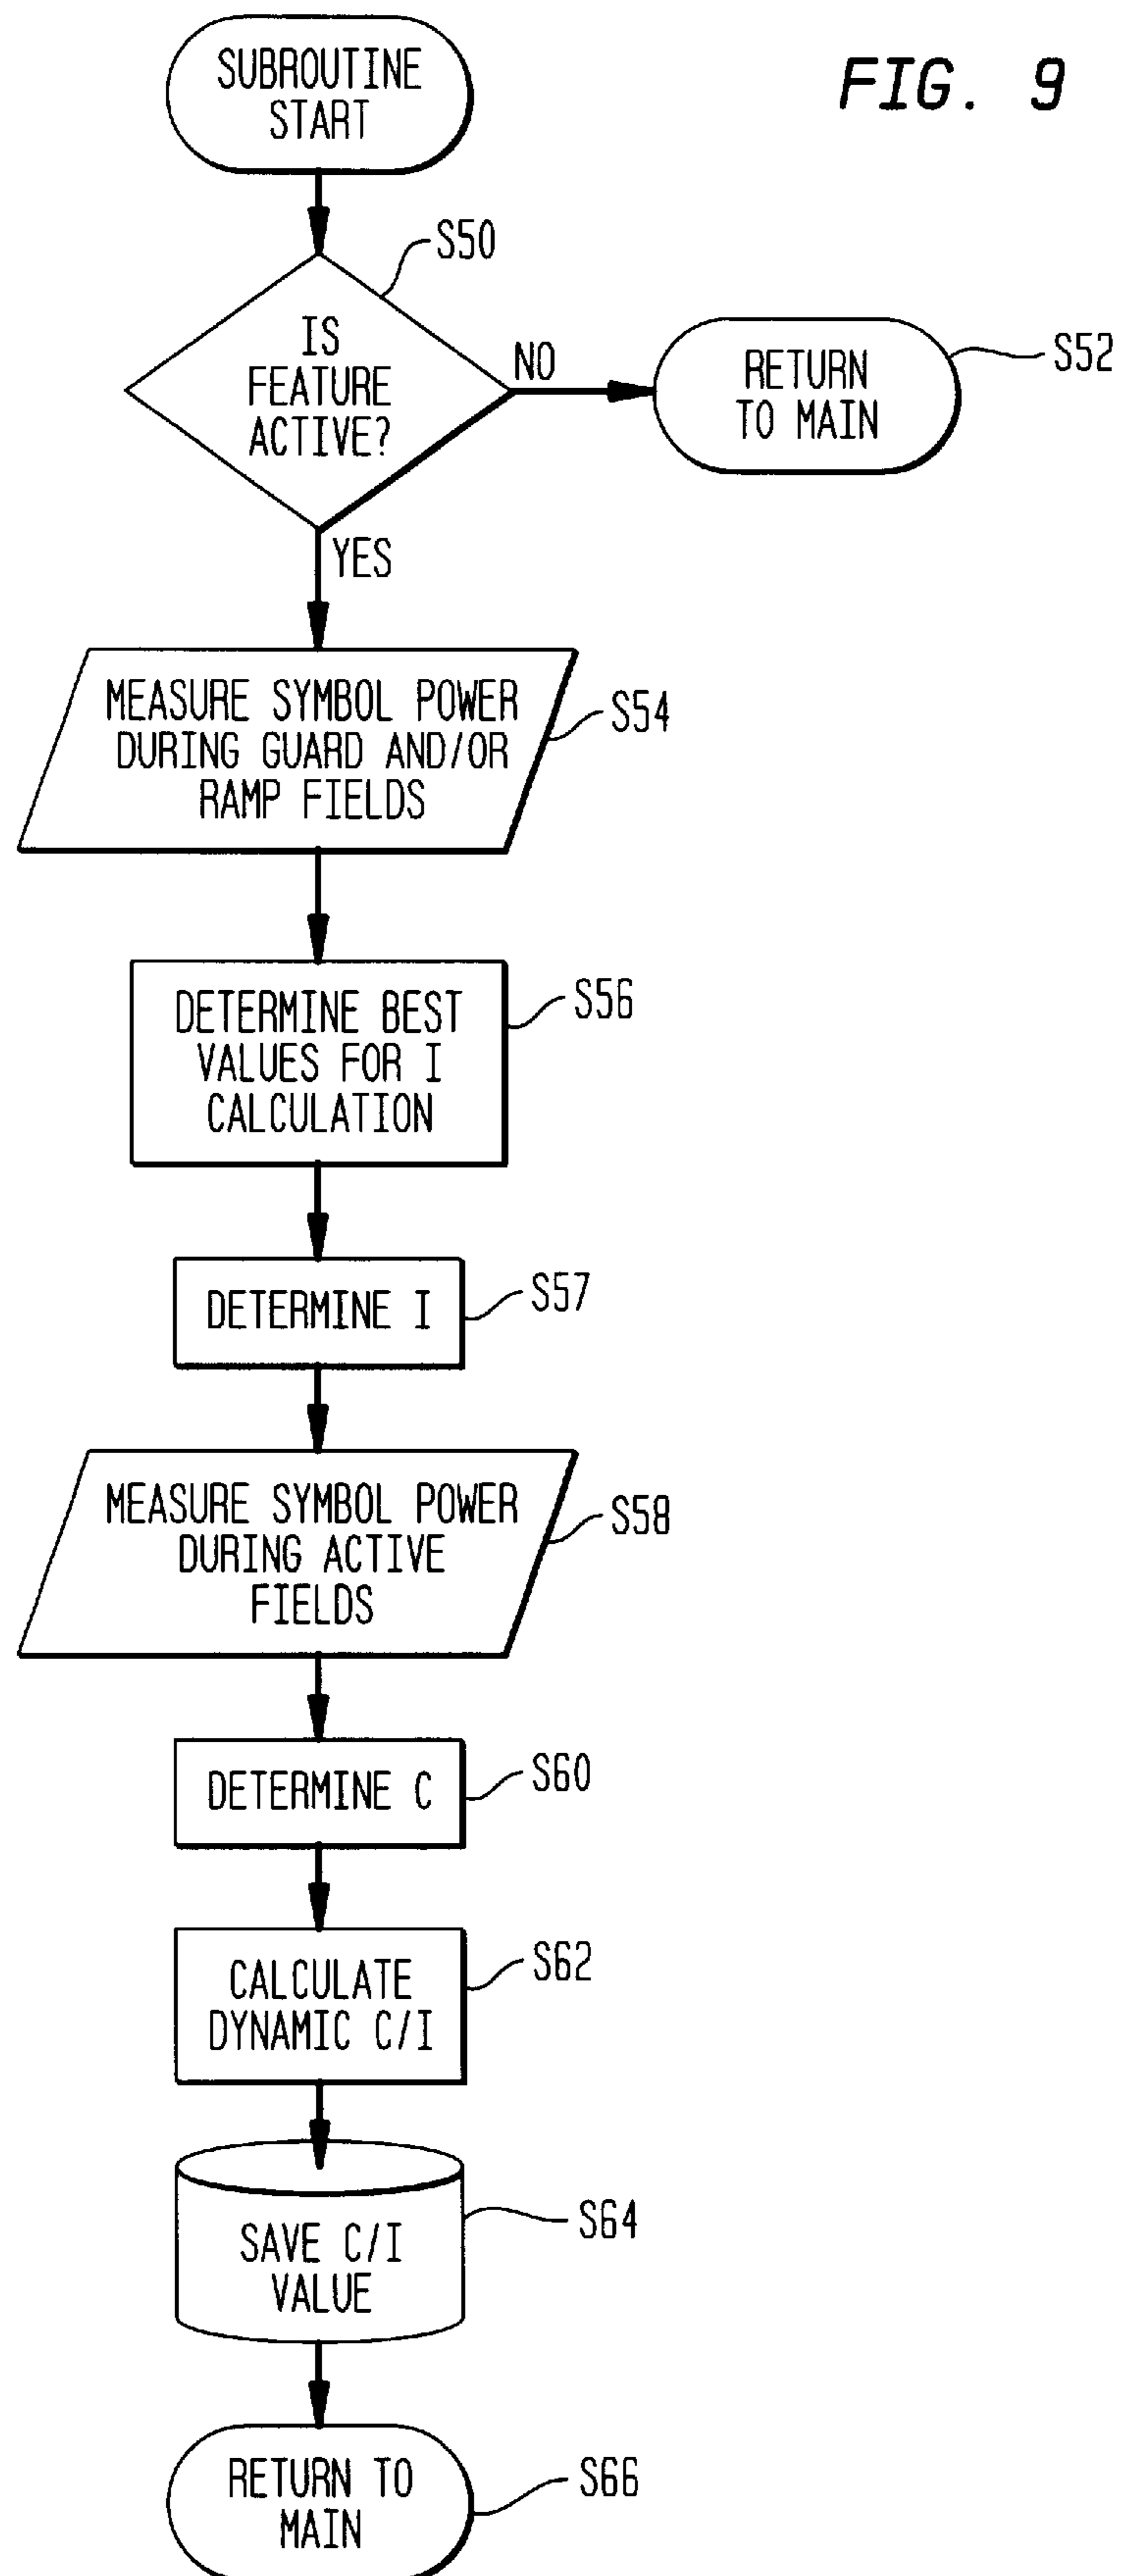 FIG. 9
SUBROUTINE
START
S50
IS
FEATURE
ACTIVE?
NO
RETURN
TO MAIN
S52
YES
MEASURE SYMBOL POWER
DURING GUARD AND/OR
RAMP FIELDS
S54
DETERMINE BEST
VALUES FOR I
CALCULATION
S56
DETERMINE I
S57
MEASURE SYMBOL POWER
DURING ACTIVE
FIELDS
S58
DETERMINE C
S60
CALCULATE
DYNAMIC C/I
S62
SAVE C/I
VALUE
S64
RETURN TO
MAIN
S66